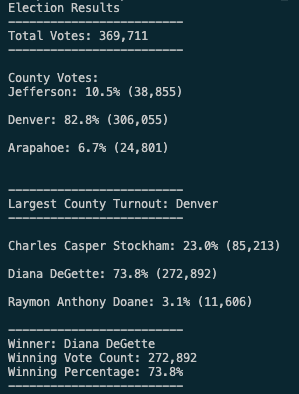 Election Results
-------------------------
Total Votes: 369,711
-------------------------
County Votes:
Jefferson: 10.5% (38,855)
Denver: 82.8% (306,055)
Arapahoe: 6.7% (24,801)
-------------------------
Largest County Turnout: Denver
-------------------------
Charles Casper Stockham: 23.0% (85,213)
Diana DeGette: 73.8% (272,892)
Raymon Anthony Doane: 3.1% (11,606)
-------------------------
Winner: Diana DeGette
Winning Vote Count: 272,892
Winning Percentage: 73.8%
-------------------------